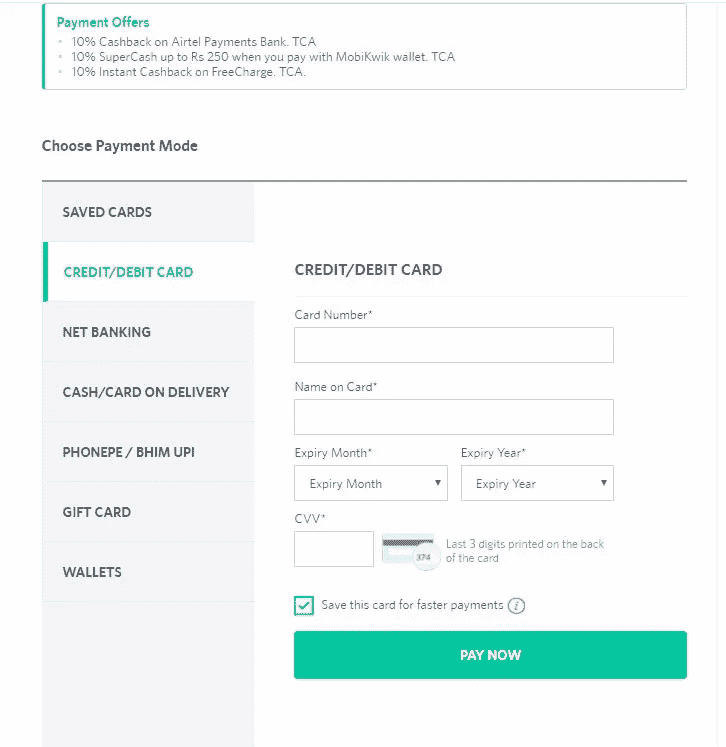 Payment Offers
10% Cashback on Airtel Payments Bank. TCA
10% SuperCash up to Rs 250 when you pay with MobiKwik wallet. TCA
10% Instant Cashback on FreeCharge. TCA.
Choose Payment Mode
SAVED CARDS
CREDIT/DEBIT CARD
NET BANKING
CASH/CARD ON DELIVERY
PHONEPE / BHIM UPI
GIFT CARD
WALLETS
CREDIT/DEBIT CARD
Card Number*
Name on Card*
Expiry Month* Expiry Year*
Expiry Month Expiry Year
CVV*
374
Last 3 digits printed on the back
of the card
Save this card for faster payments i
PAY NOW